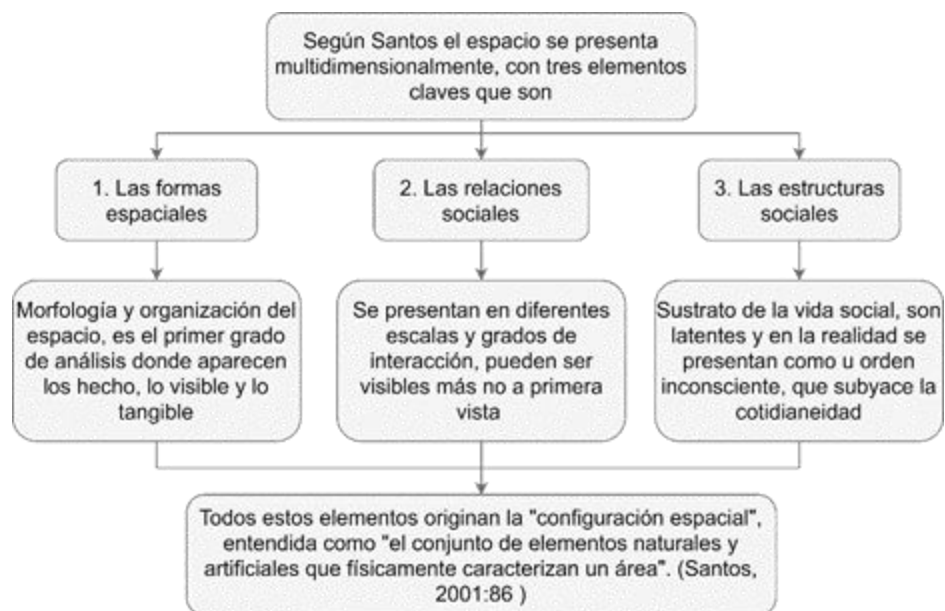 Según Santos el espacio se presenta
multidimensionalmente, con tres elementos
claves que son
1. Las formas
espaciales
2. Las relaciones
sociales
3. Las estructuras
sociales
Morfología y organización del
espacio, es el primer grado
de análisis donde aparecen
los hecho, lo visible y lo
tangible
Se presentan en diferentes
escalas y grados de
interacción, pueden ser
visibles más no a primera
vista
Sustrato de la vida social, son
latentes y en la realidad se
presentan como u orden
inconsciente, que subyace la
cotidianeidad
Todos estos elementos originan la "configuración espacial",
entendida como "el conjunto de elementos naturales y
artificiales que físicamente caracterizan un área". (Santos,
2001:86 )